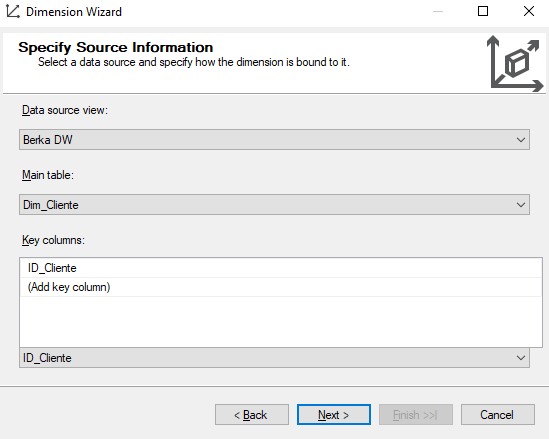 Dimension Wizard
Specify Source Information
Select a data source and specify how the dimension is bound to it.
Data source view:
Berka DW
Main table:
Dim_Cliente
Key columns:
ID_Cliente
(Add key column)
ID_Cliente
< Back
Next >
Finish >>|
Cancel